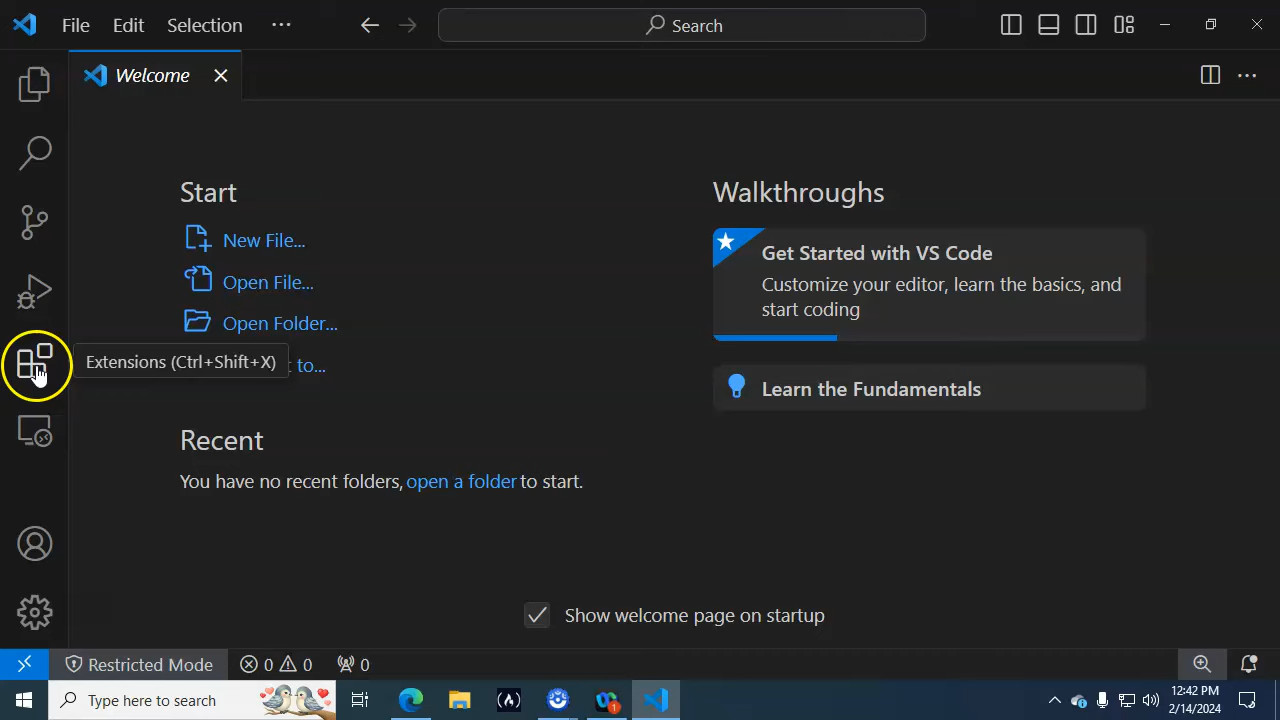 File Edit Selection ···
Search
Welcome
Start
New File...
Open File...
Open Folder...
Extensions (Ctrl+Shift+X)
to...
Recent
You have no recent folders, open a folder to start.
Walkthroughs
Get Started with VS Code
Customize your editor, learn the basics, and
start coding
Learn the Fundamentals
Show welcome page on startup
Restricted Mode 0 0 0
Type here to search
1
12:42 PM
2/14/2024